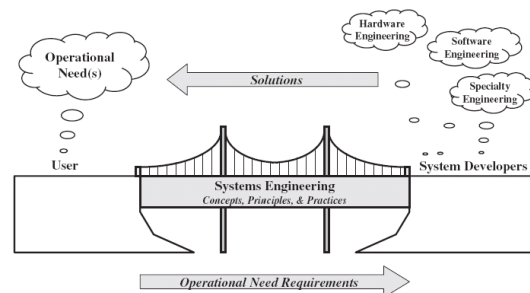 Hardware
Engineering
Operational
Need(s)
Software
Engineering
Solutions
Specialty
Engineering
User
System Developers
Systems Engineering
Concepts, Principles, & Practices
Operational Need Requirements